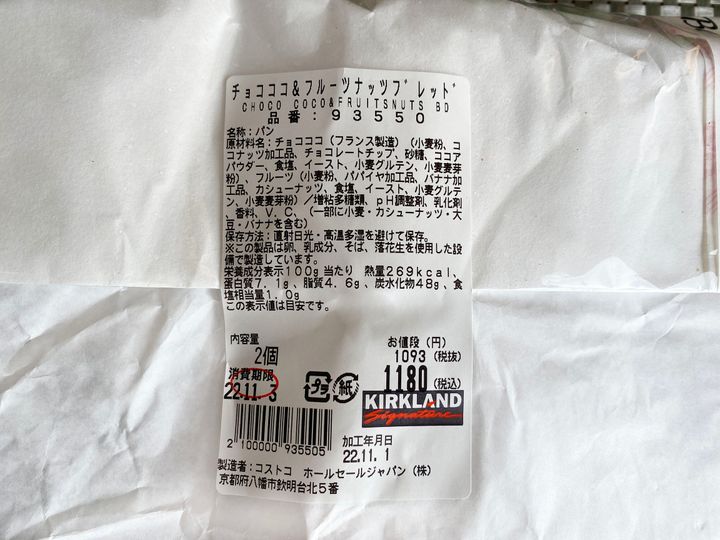 チョコココ&フルーツナッツブレッド
CHOCO COCO&FRUITSNUTS BD
品番:93550
名称:パン
原材料名:チョコココ(フランス製造)(小麦粉、コ
コナッツ加工品、チョコレートチップ、砂糖、ココア
パウダー、食塩、イースト、小麦グルテン、小麦麦芽
粉)、フルーツ(小麦粉、パパイヤ加工品、バナナ加
工品、カシューナッツ、食塩、イースト、小麦グルテ
ン、小麦麦芽粉)/増粘多糖類、pH調整剤、乳化剤
、香料、V.C、(一部に小麦・カシューナッツ・大
豆・バナナを含む)
保存方法:直射日光・高温多湿を避けて保存。
※この製品は卵、乳成分、そば、落花生を使用した設
備で製造しています。
栄養成分表示100g当たり 熱量269kcal、
蛋白質7.1g、脂質4.6g、炭水化物48g、食
塩相当量1.0g
この表示値は目安です。
内容量
2個
お値段(円)
1093(税抜)
1180(税込)
消費期限
22.11.3
プラ
紙
KIRKLAND
Signature
2 100000 935505
加工年月日
22.11.1
製造者:コストコ ホールセールジャパン(株)
京都府八幡市欽明台北5番
B